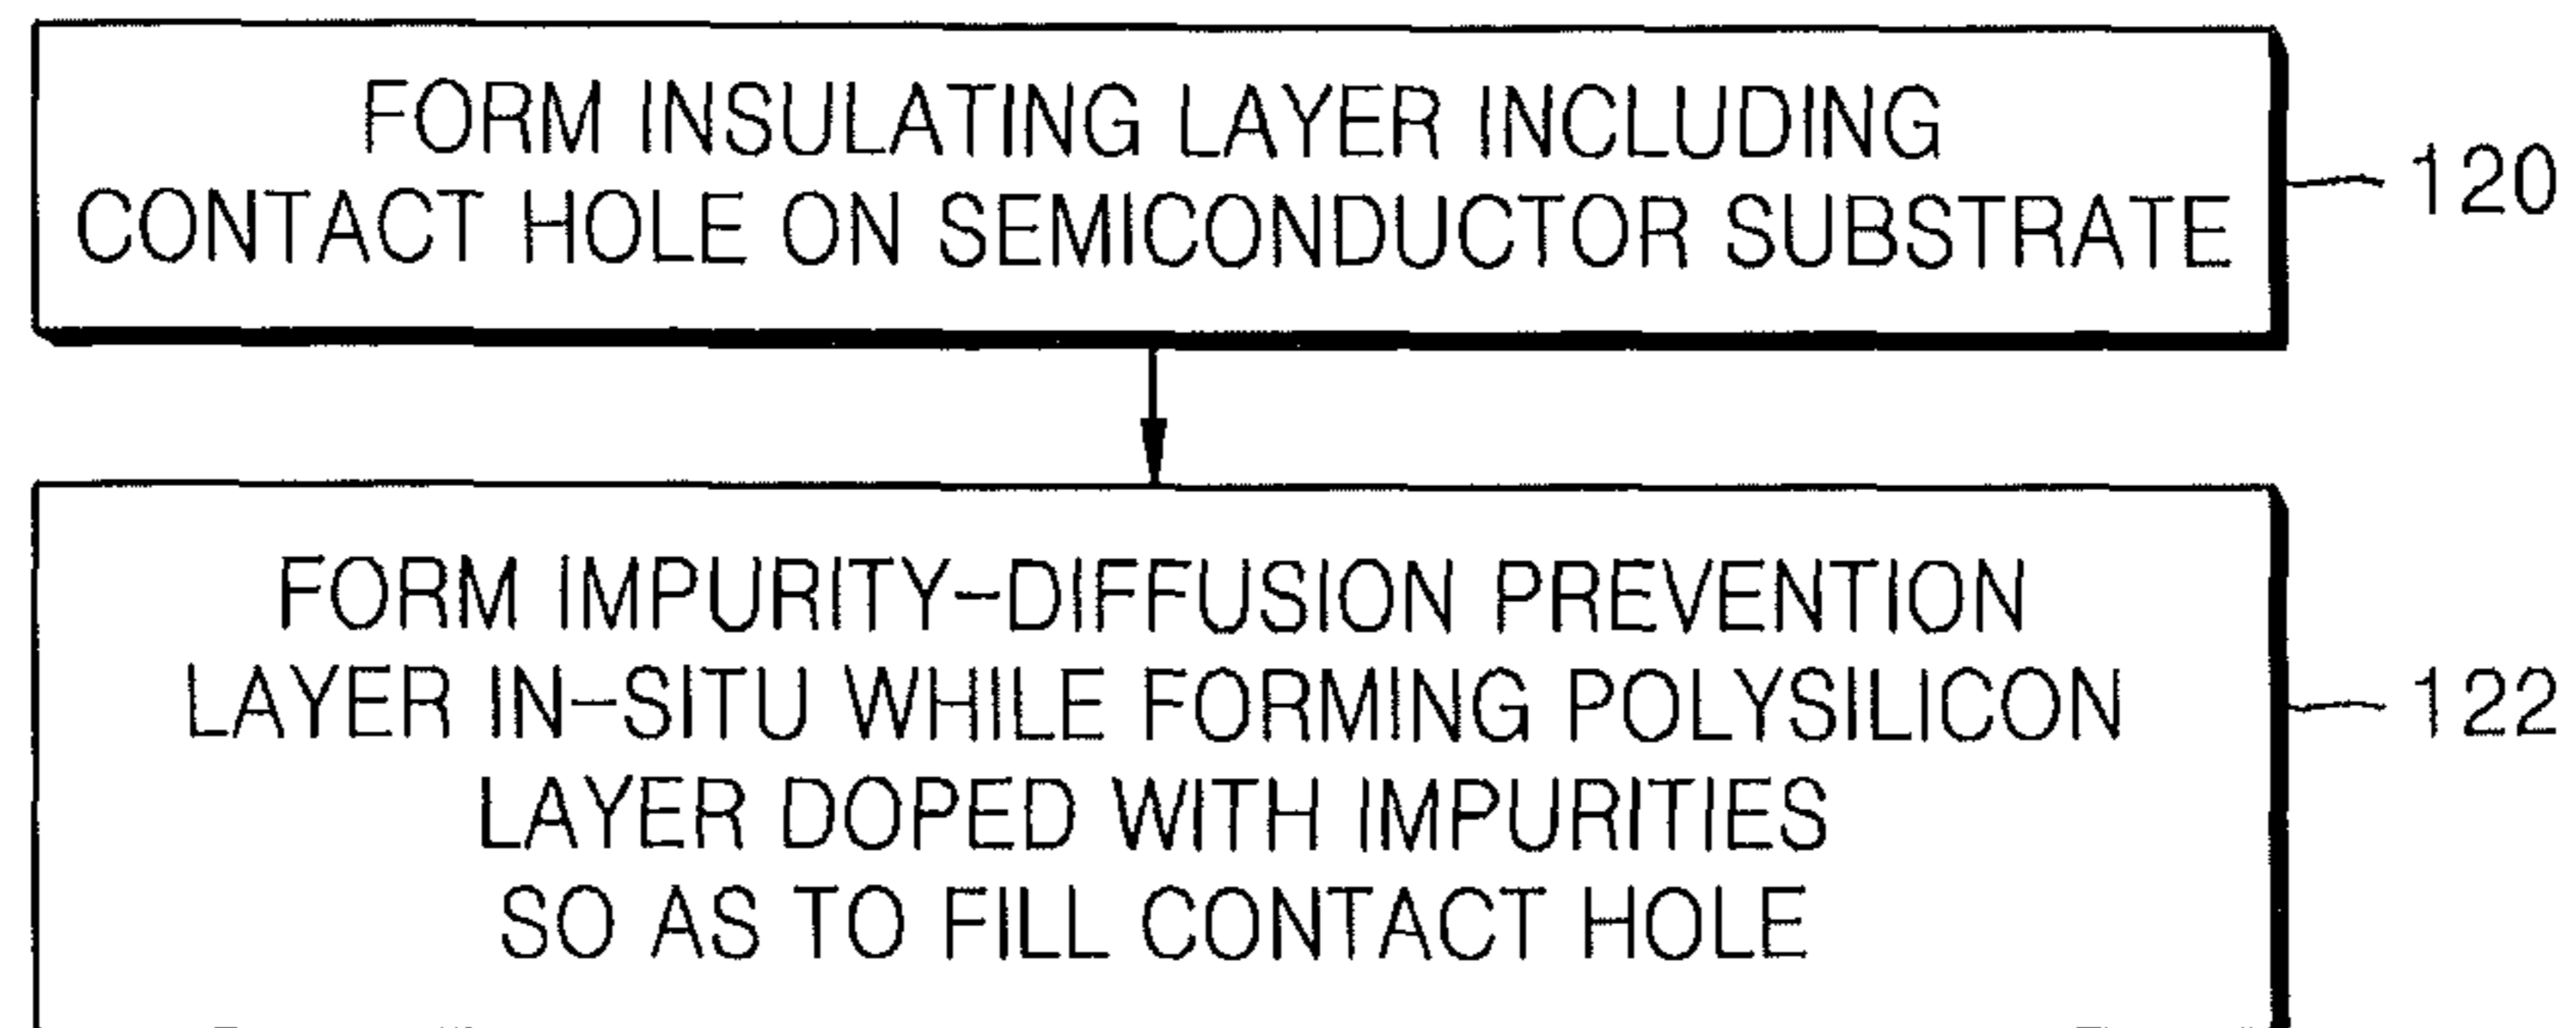 FORM INSULATING LAYER INCLUDING
CONTACT HOLE ON SEMICONDUCTOR SUBSTRATE
120
FORM IMPURITY-DIFFUSION PREVENTION
LAYER IN-SITU WHILE FORMING POLYSILICON
LAYER DOPED WITH IMPURITIES
SO AS TO FILL CONTACT HOLE
122